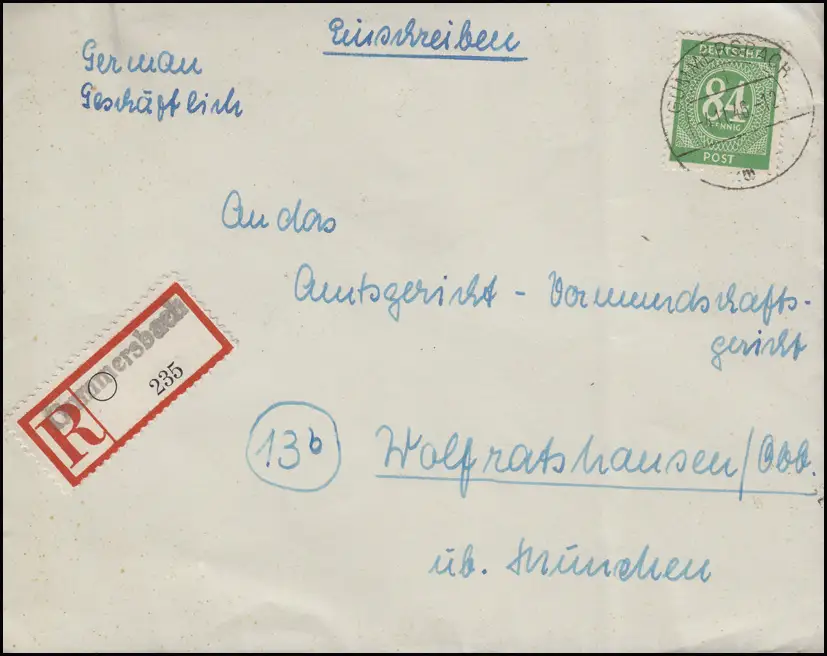 Einschreiben
German
Geschäftlich
DEUTSCHE
84
PFENNIG
POST
GUMMERSBACH
An das
Amtsgericht - Vormundschafts-
gericht
Gummersbach
R
235
13b
Wolfratshausen/Obb.
üb. München